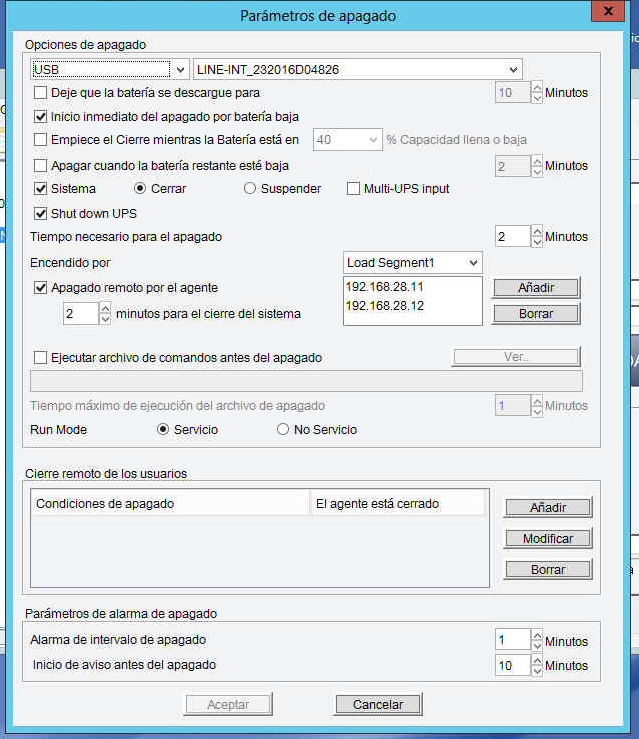 Parámetros de apagado
x
Opciones de apagado
USB LINE-INT_232016D04826
Deje que la batería se descargue para 10 Minutos
Inicio inmediato del apagado por batería baja
Empiece el Cierre mientras la Batería está en 40 % Capacidad llena o baja
Apagar cuando la batería restante esté baja 2 Minutos
Sistema Cerrar Suspender Multi-UPS input
Shut down UPS
Tiempo necesario para el apagado 2 Minutos
Encendido por Load Segment1
Apagado remoto por el agente 192.168.28.11 Añadir
2 minutos para el cierre del sistema 192.168.28.12 Borrar
Ejecutar archivo de comandos antes del apagado Ver..
Tiempo máximo de ejecución del archivo de apagado 1 Minutos
Run Mode Servicio No Servicio
Cierre remoto de los usuarios
Condiciones de apagado El agente está cerrado Añadir
Modificar
Borrar
Parámetros de alarma de apagado
Alarma de intervalo de apagado 1 Minutos
Inicio de aviso antes del apagado 10 Minutos
Aceptar Cancelar